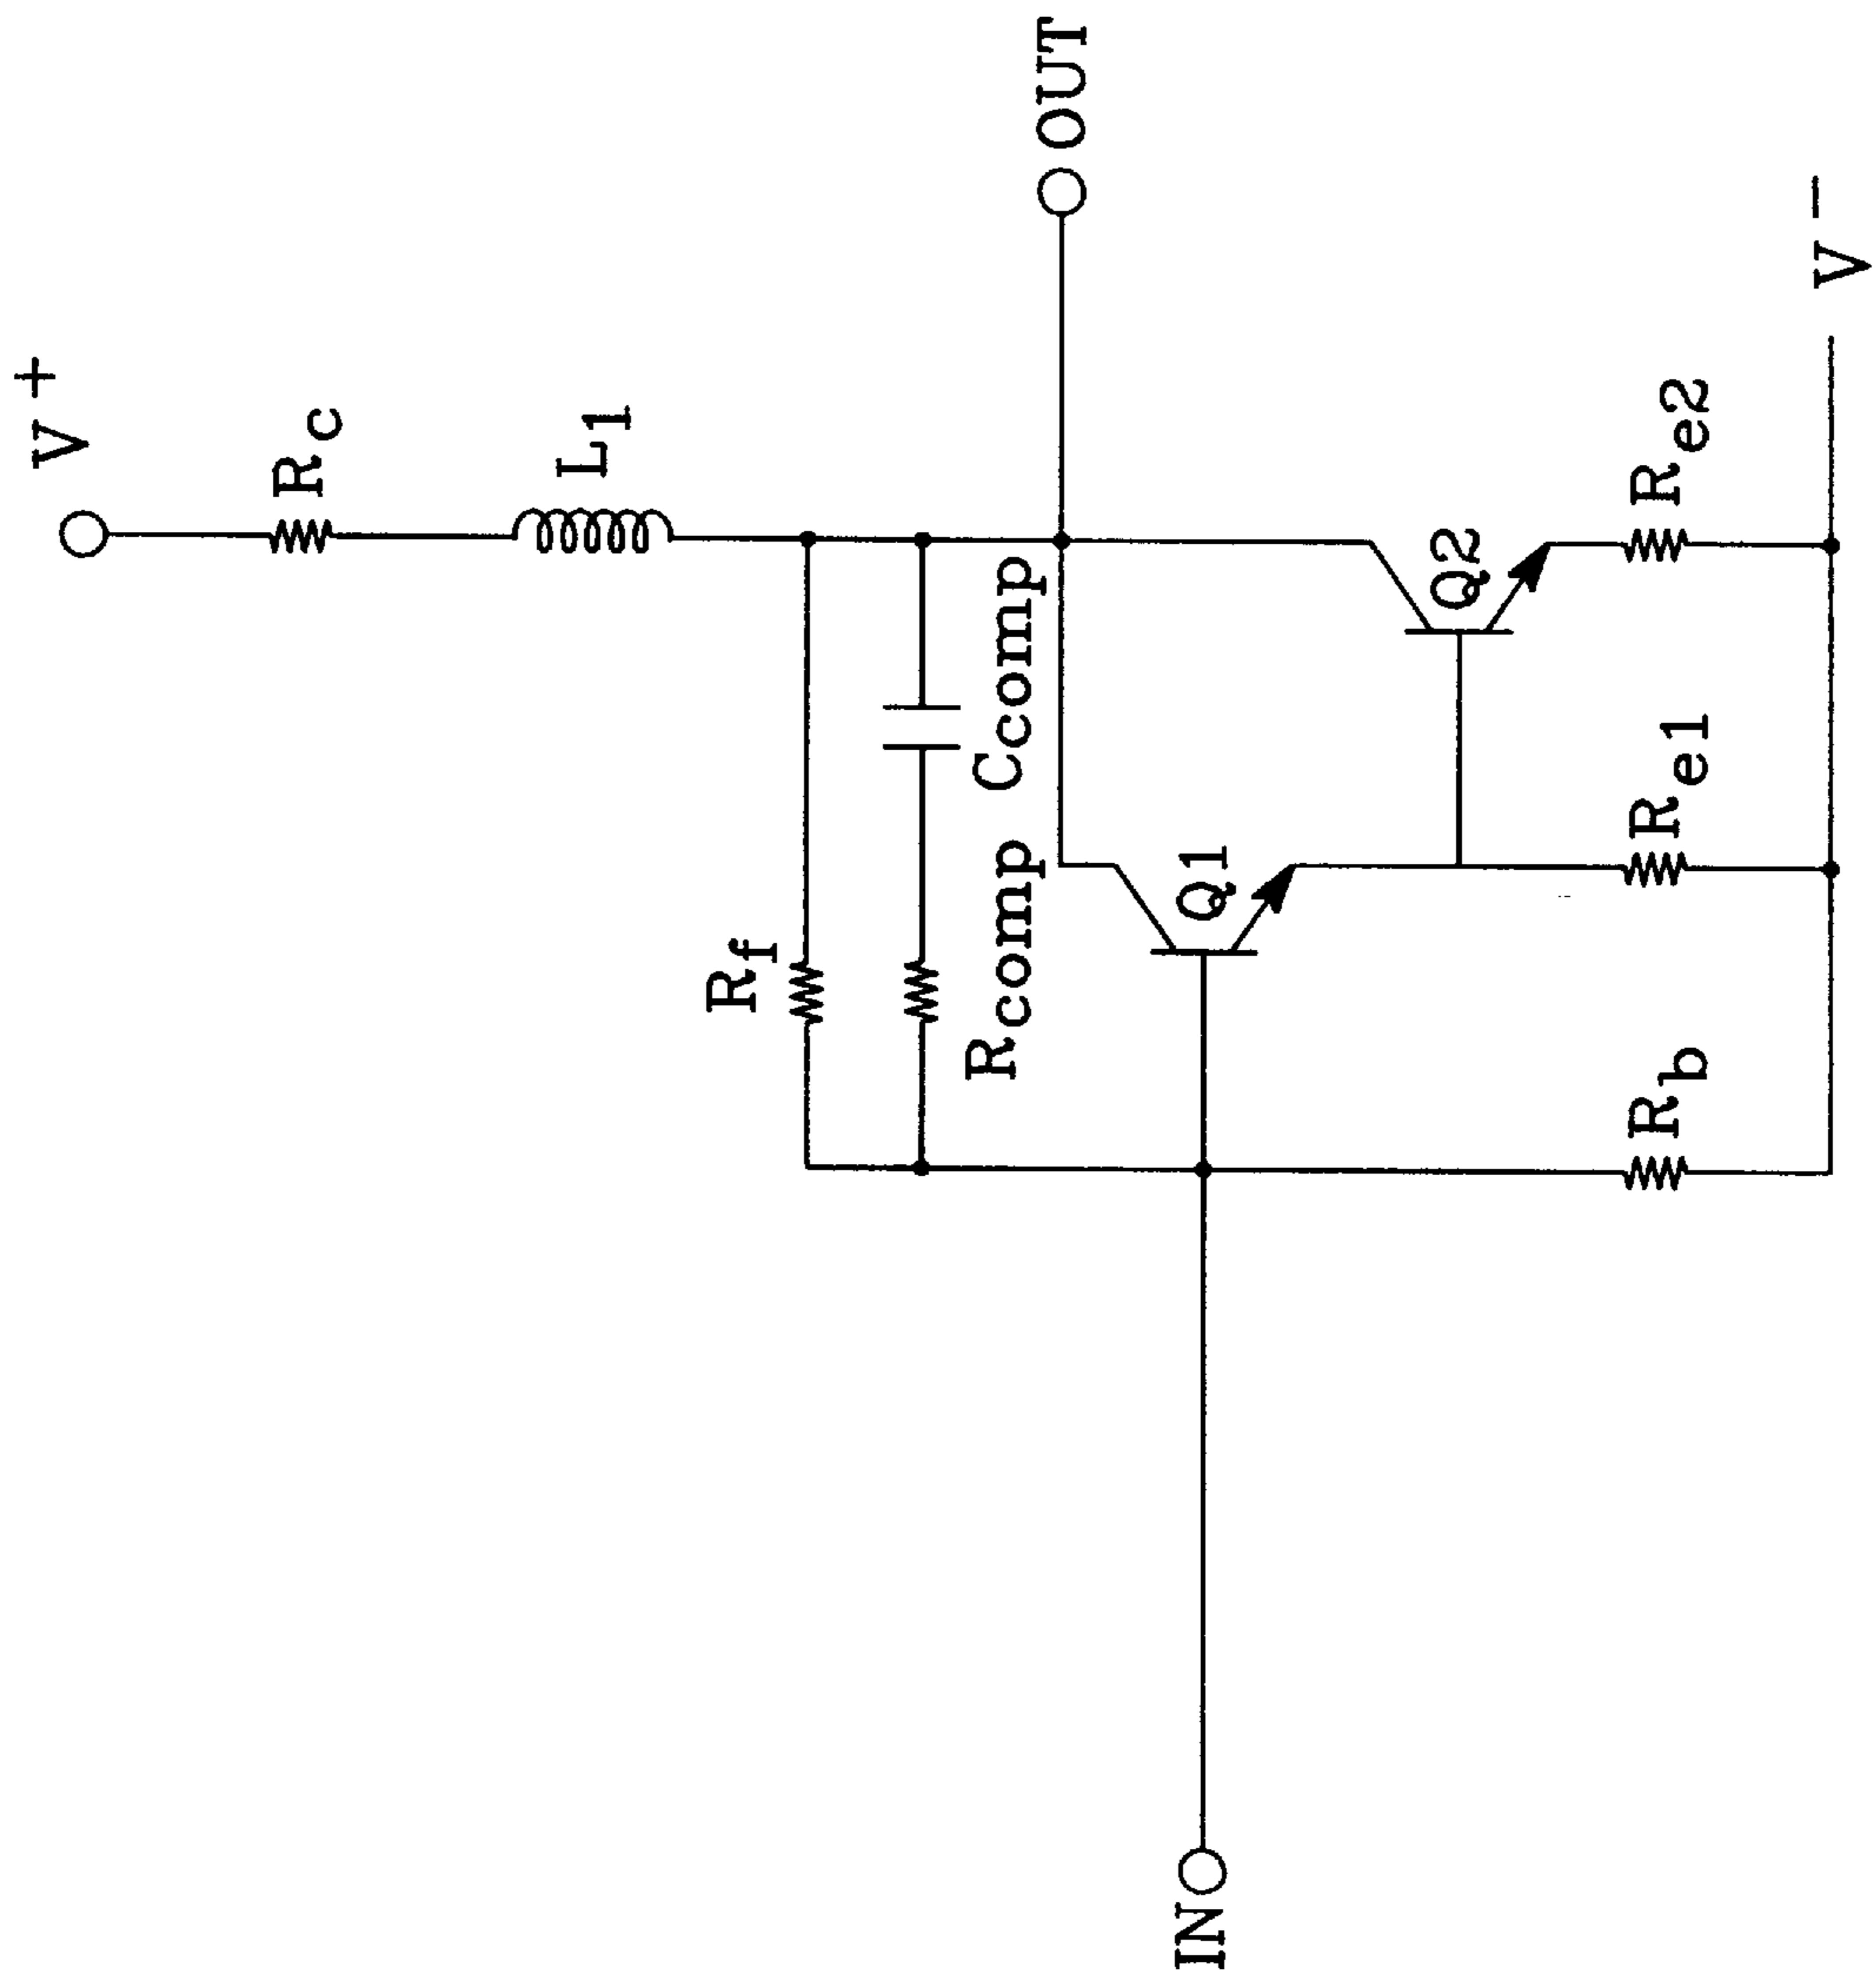 V+
Rc
L1
Rf
Rcomp
Ccomp
OUT
Q1
Q2
IN
Rb
Re1
Re2
V-